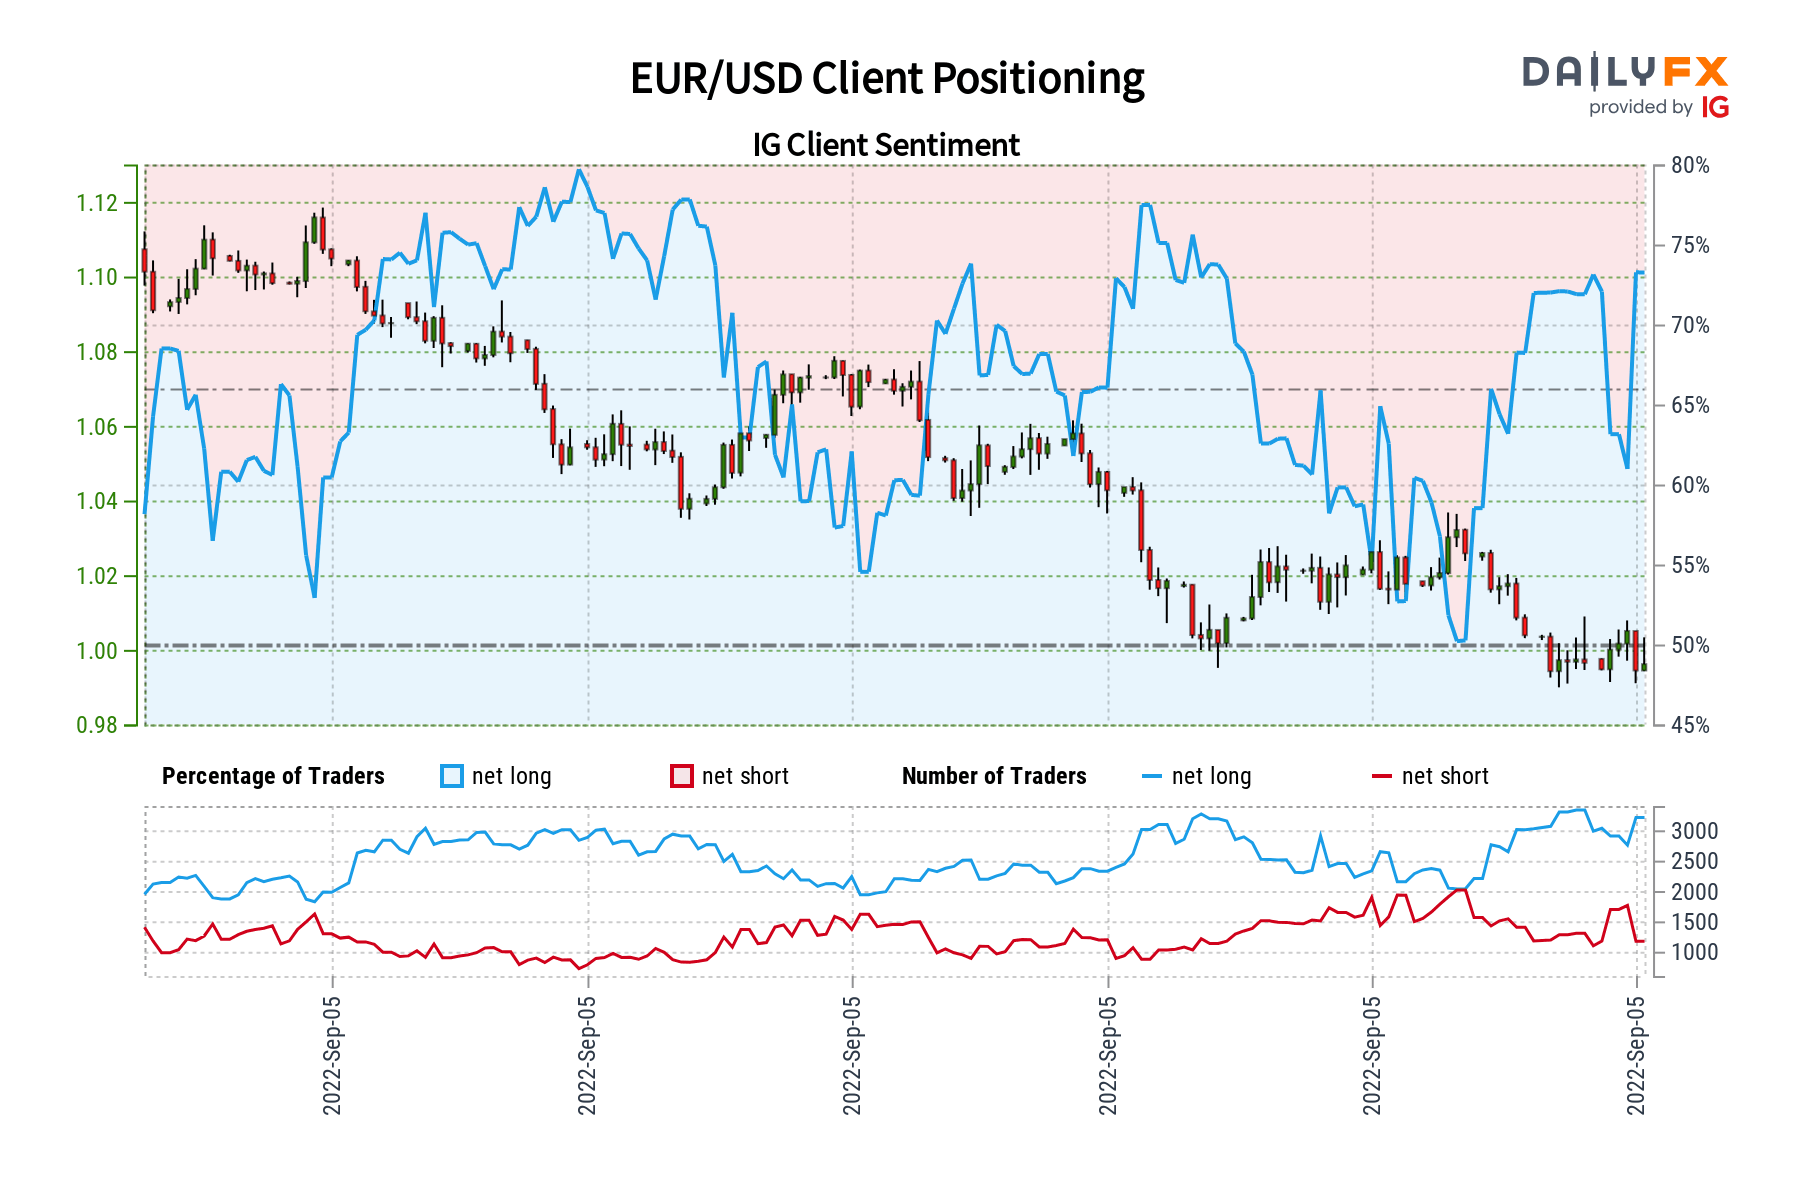 EUR/USD Client Positioning
DAILYFX
provided by IG
IG Client Sentiment
1.12
1.10
1.08
1.06
1.04
1.02
1.00
0.98
80%
75%
70%
65%
60%
55%
50%
45%
Percentage of Traders net long net short Number of Traders net long net short
3000
2500
2000
1500
1000
2022-Sep-05
2022-Sep-05
2022-Sep-05
2022-Sep-05
2022-Sep-05
2022-Sep-05